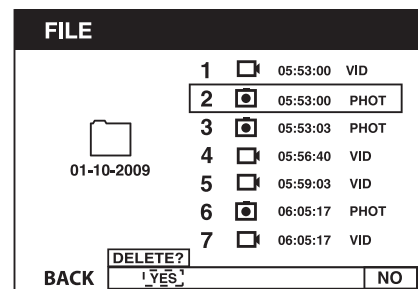 FILE
1 05:53:00 VID
2 05:53:00 PHOT
3 05:53:03 PHOT
01-10-2009
4 05:56:40 VID
5 05:59:03 VID
6 06:05:17 PHOT
7 06:05:17 VID
DELETE?
BACK YES NO